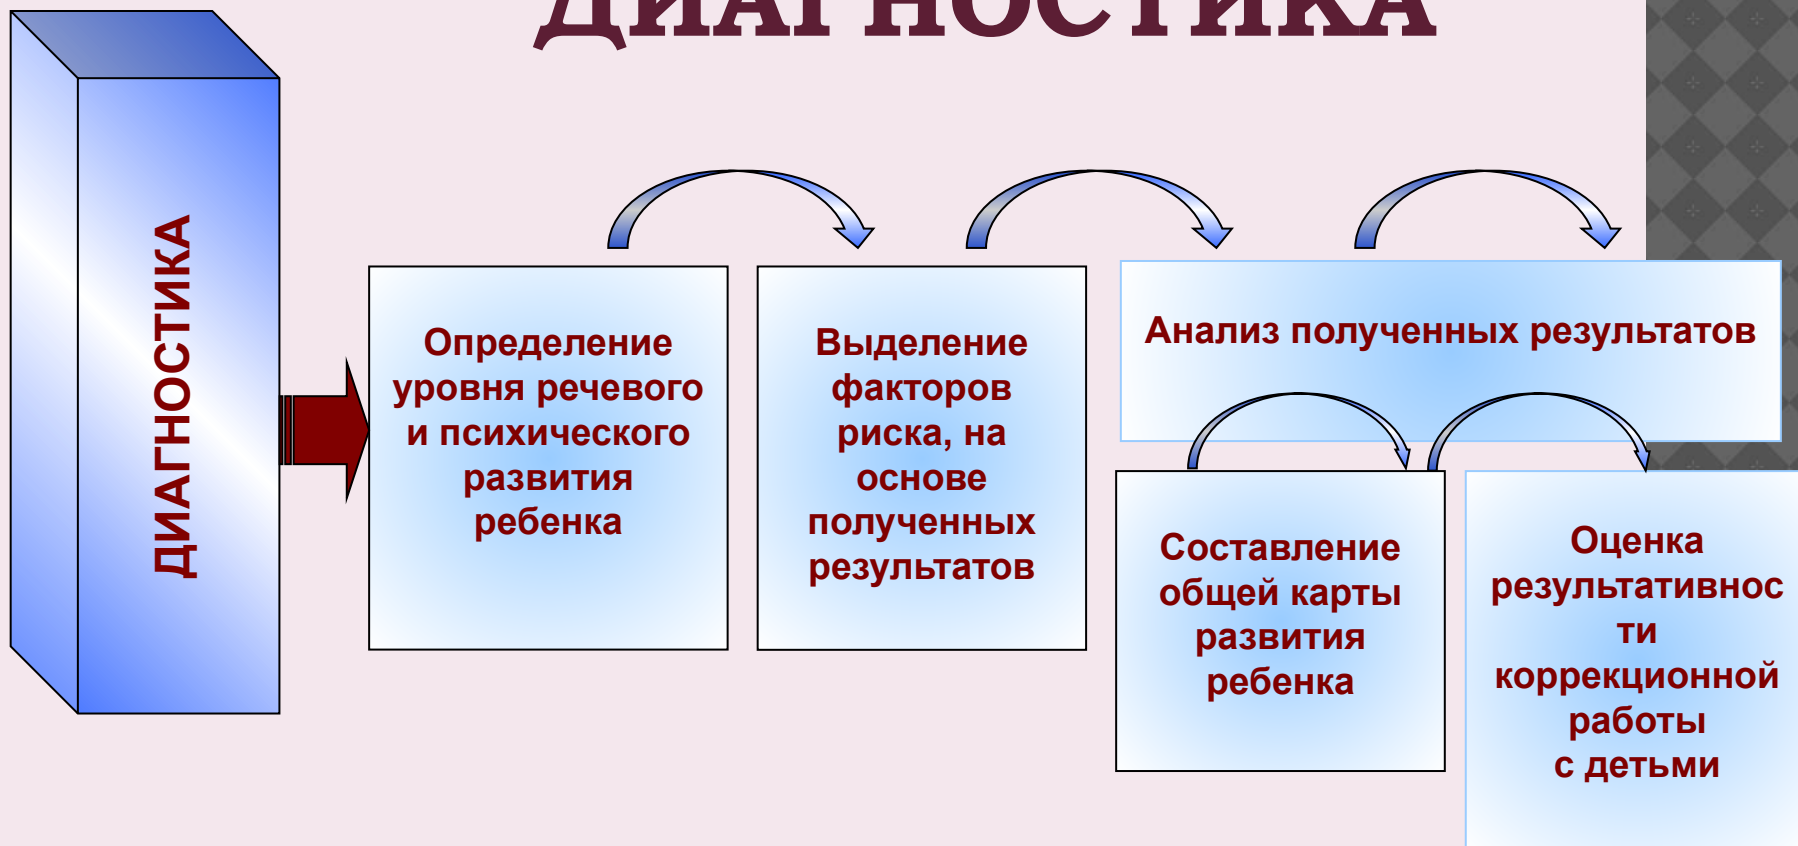 ДИАГНОСТИКА
ДИАГНОСТИКА
Определение
уровня речевого
и психического
развития
ребенка
Выделение
факторов
риска, на
основе
полученных
результатов
Анализ полученных результатов
Составление
общей карты
развития
ребенка
Оценка
результативнос
ти
коррекционной
работы
с детьми